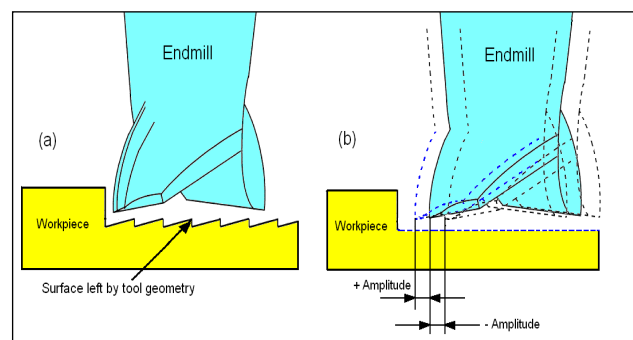 Endmill
(a)
Workpiece
Surface left by tool geometry
Endmill
(b)
Workpiece
+ Amplitude
- Amplitude